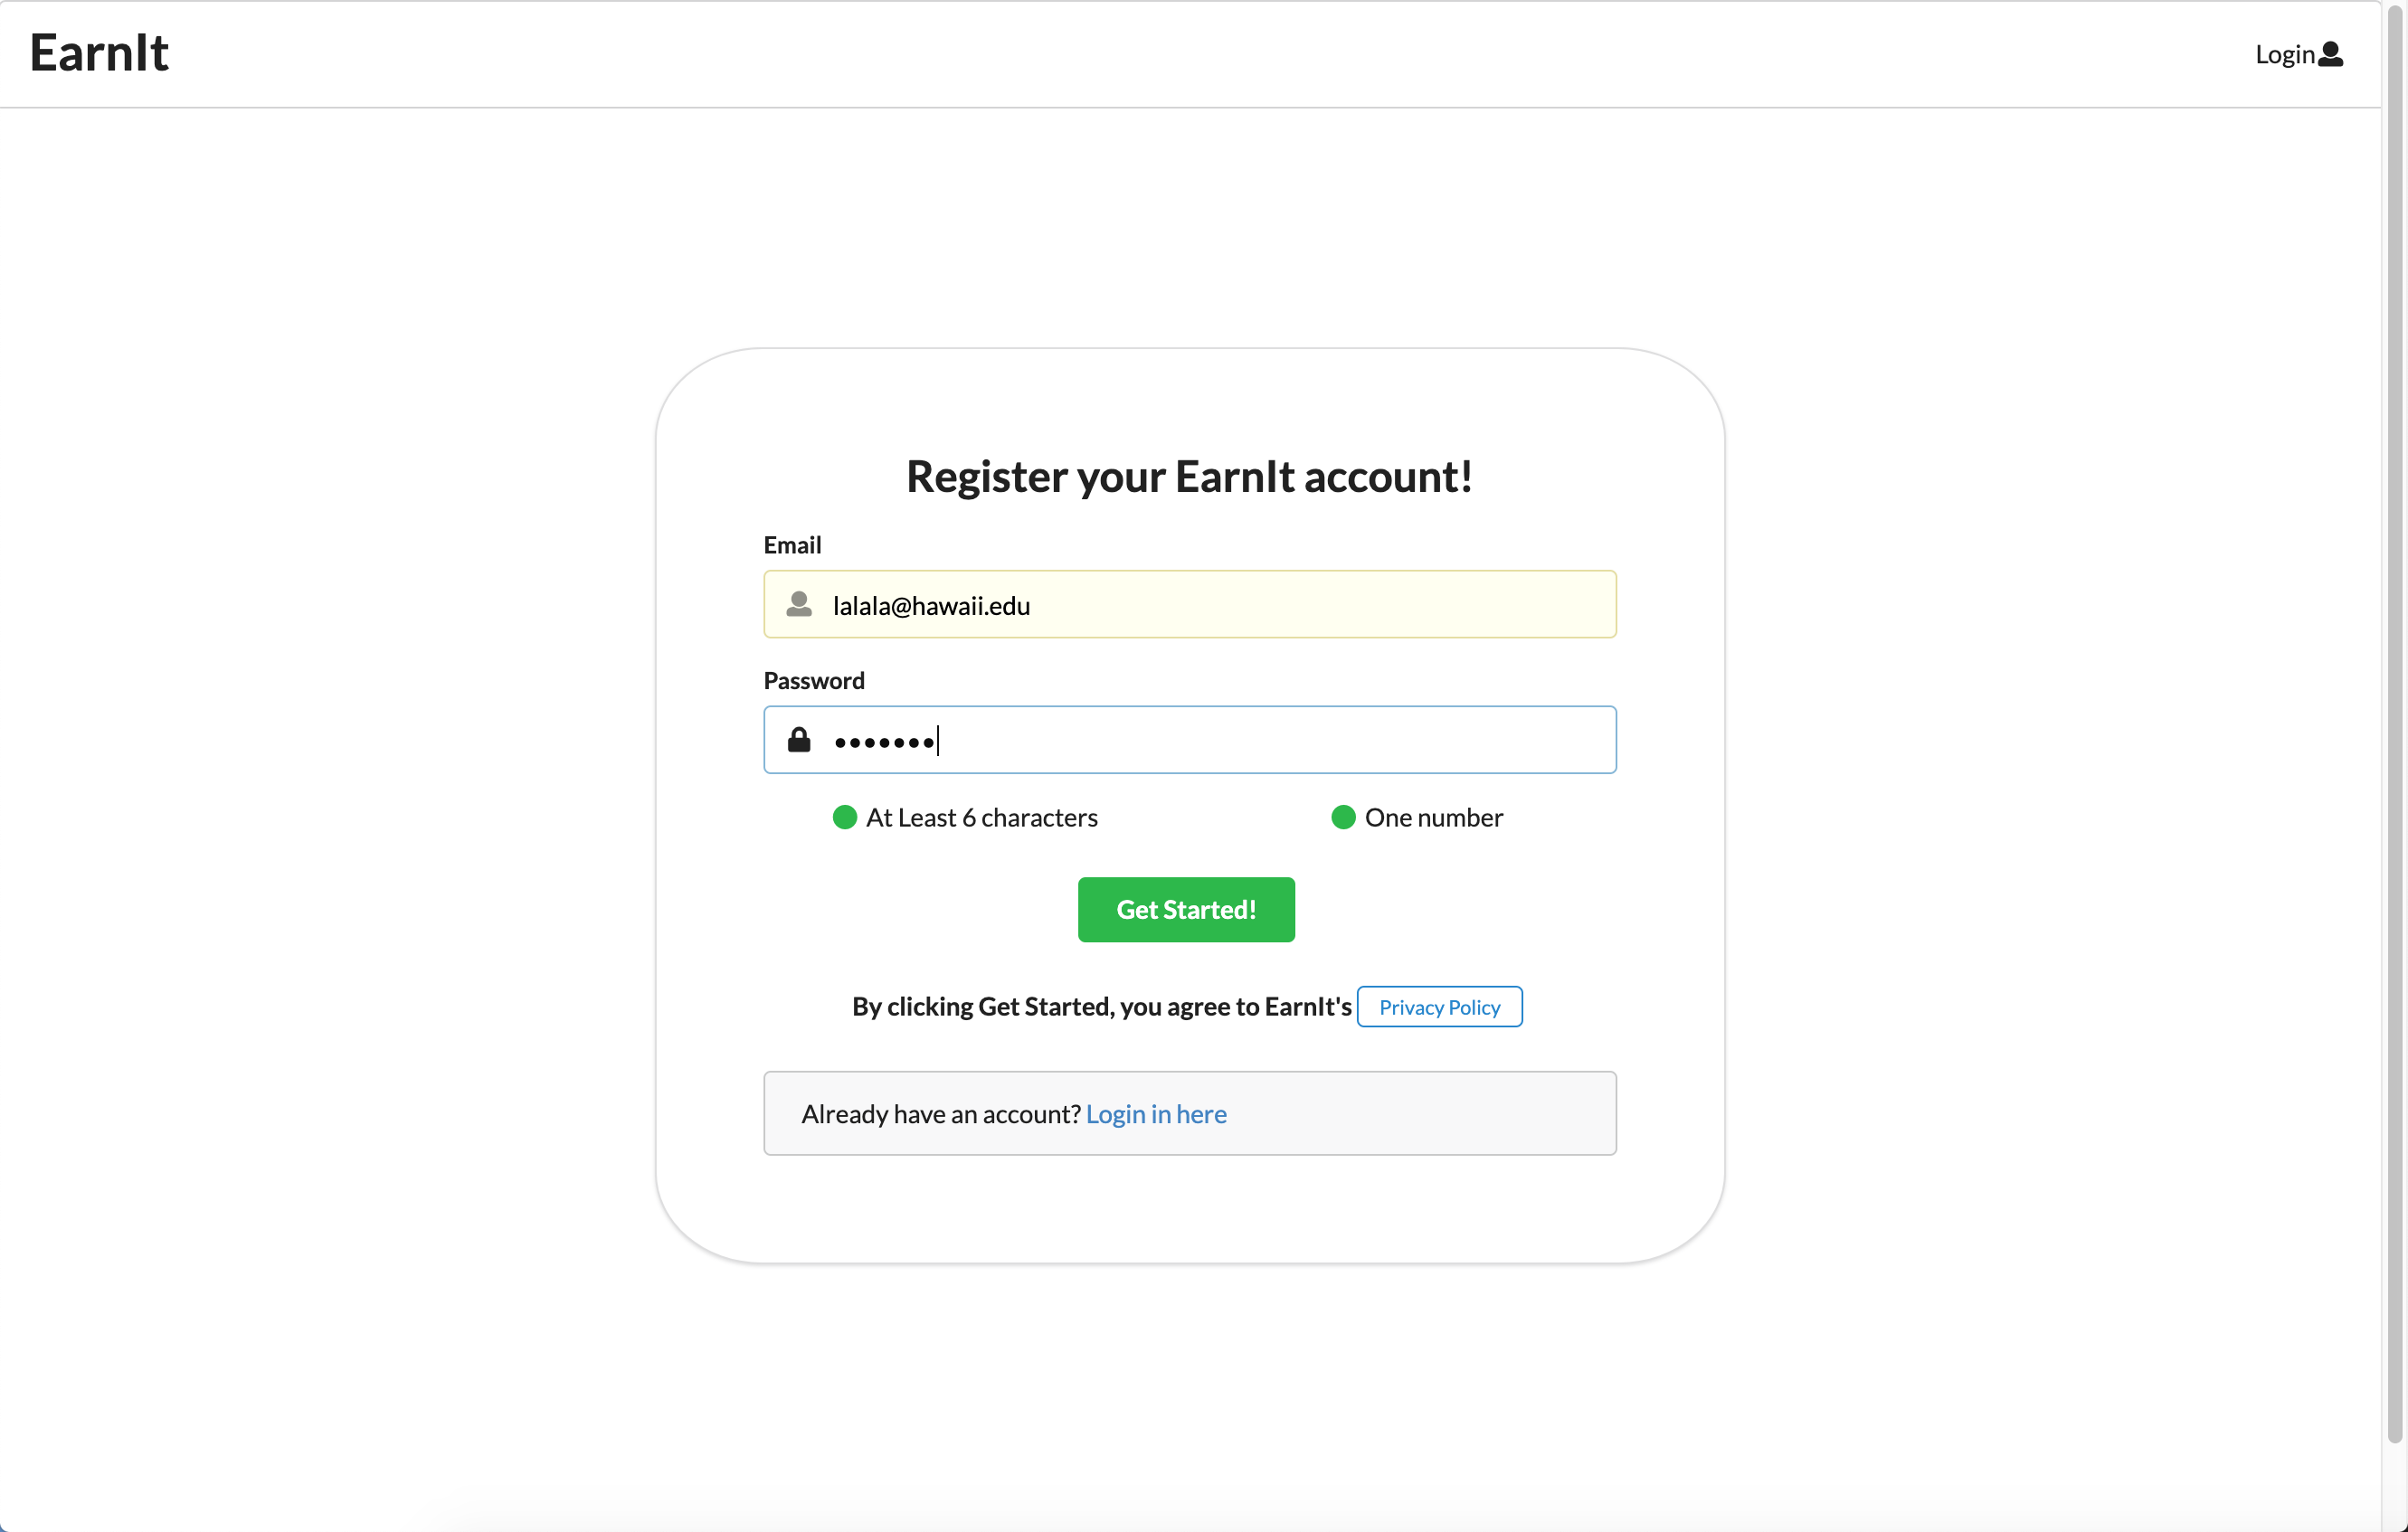 EarnIt
Login
Register your EarnIt account!
Email
lalala@hawaii.edu
Password
•••••••
At Least 6 characters
One number
Get Started!
By clicking Get Started, you agree to EarnIt's Privacy Policy
Already have an account? Login in here